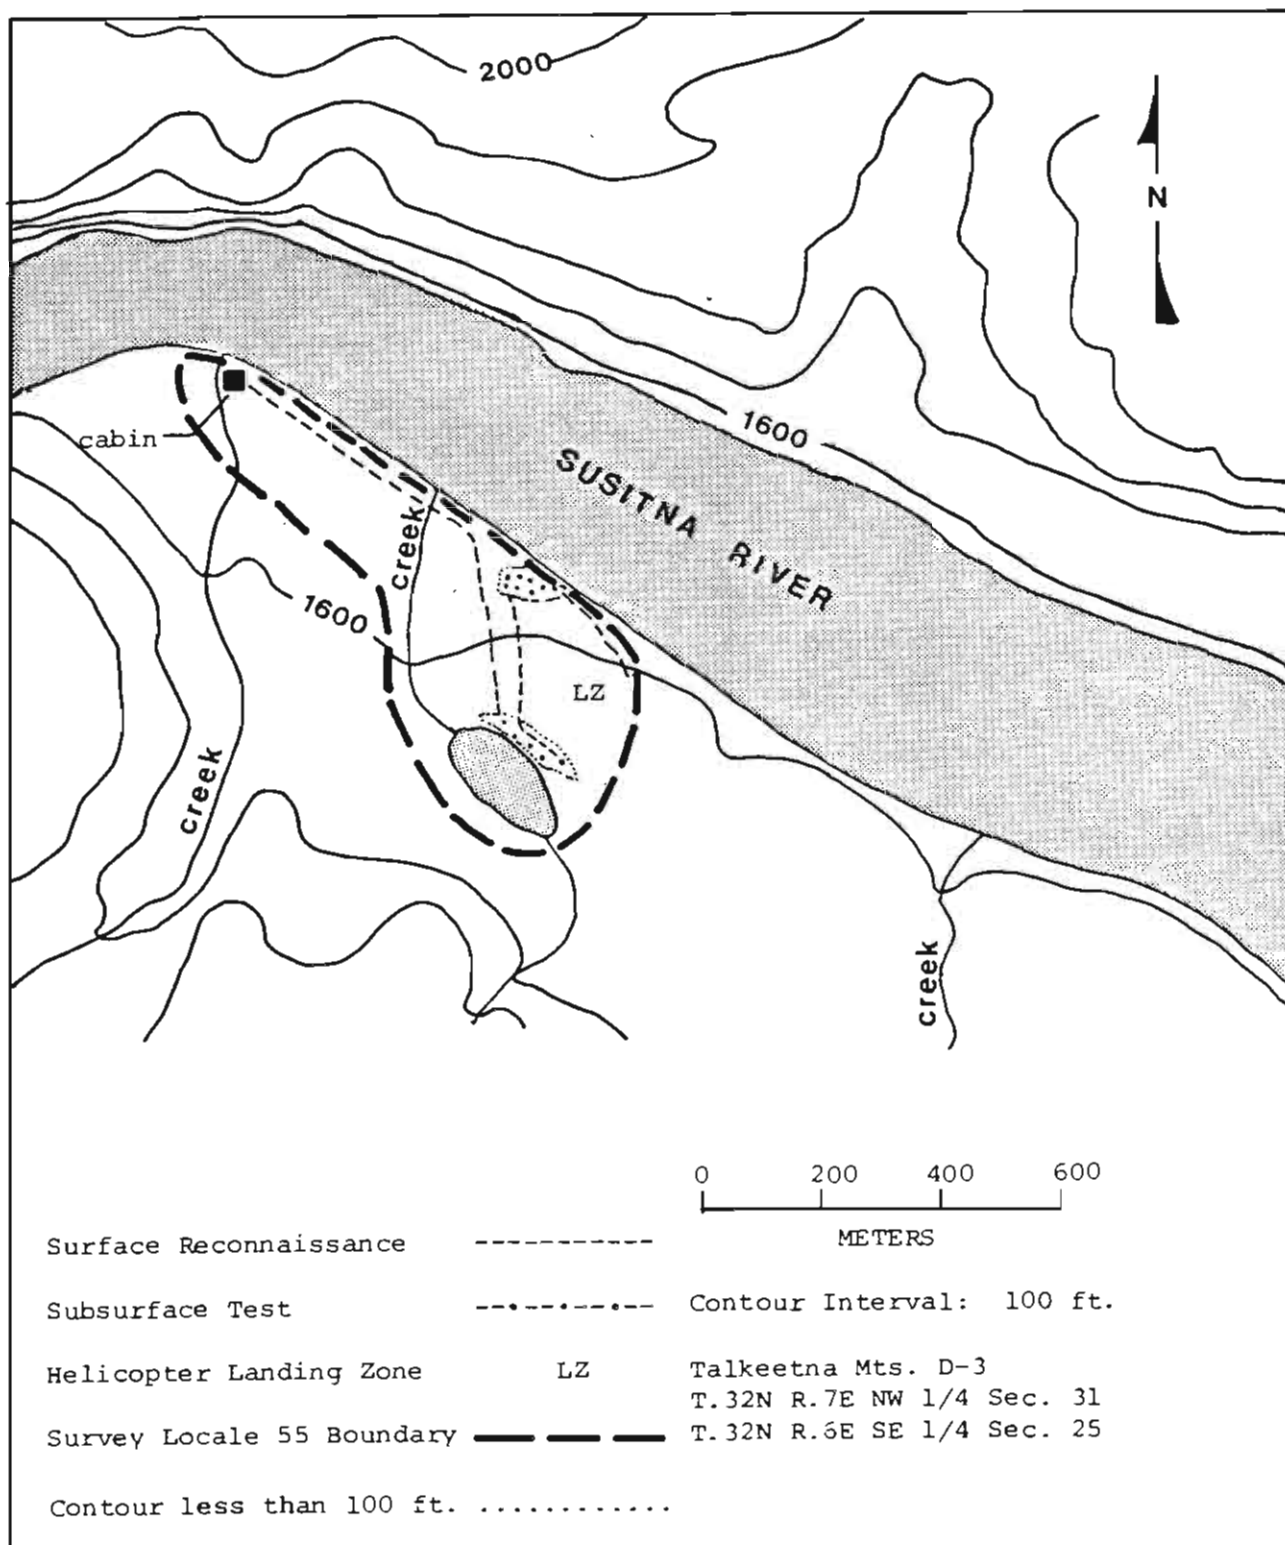 2000
N
1600
cabin
SUSITNA RIVER
creek
1600
LZ
creek
creek
0 200 400 600
METERS
Surface Reconnaissance
Subsurface Test
Contour Interval: 100 ft.
Helicopter Landing Zone LZ
Talkeetna Mts. D-3
T.32N R.7E NW 1/4 Sec. 31
T.32N R.6E SE 1/4 Sec. 25
Survey Locale 55 Boundary
Contour less than 100 ft.